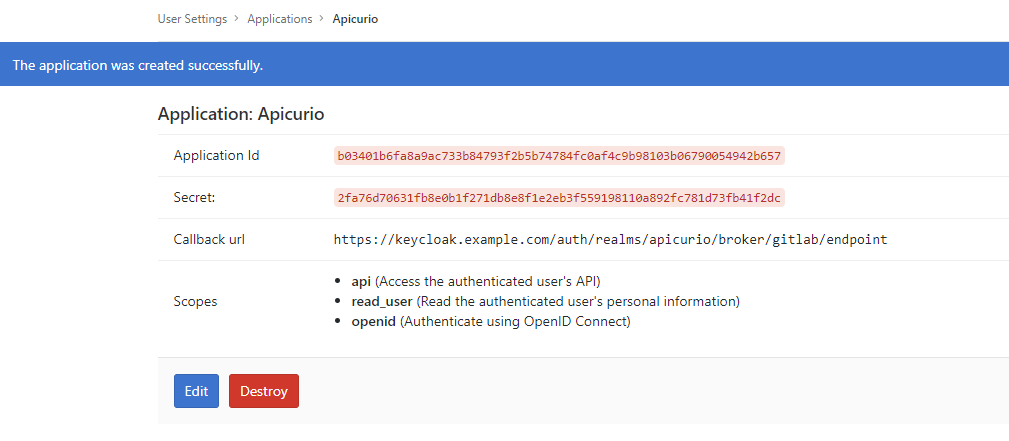 User Settings > Applications > Apicurio
The application was created successfully.
Application: Apicurio
Application Id b03401b6fa8a9ac733b84793f2b5b74784fc0af4c9b98103b06790054942b657
Secret: 2fa76d70631fb8e0b1f271db8e8f1e2eb3f559198110a892fc781d73fb41f2dc
Callback url https://keycloak.example.com/auth/realms/apicurio/broker/gitlab/endpoint
Scopes
• api (Access the authenticated user's API)
• read_user (Read the authenticated user's personal information)
• openid (Authenticate using OpenID Connect)
Edit Destroy